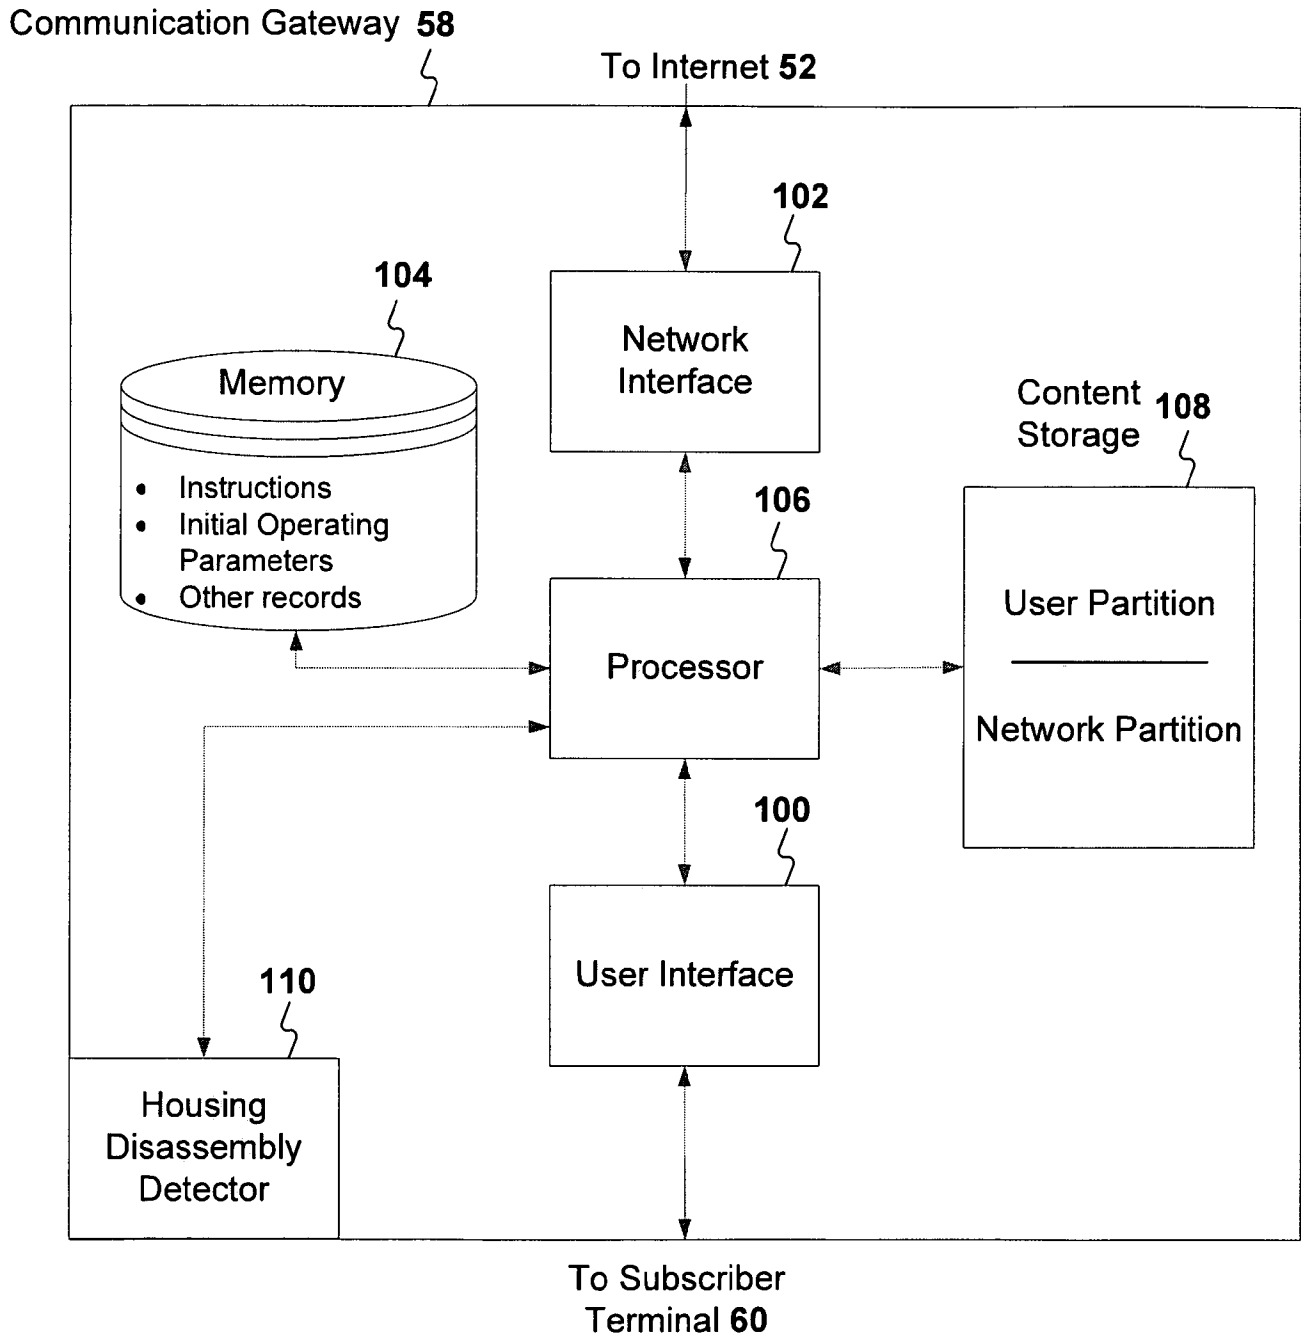 Communication Gateway 58
To Internet 52
102
104
Network
Interface
Memory
• Instructions
• Initial Operating
Parameters
• Other records
Content
Storage 108
106
Processor
User Partition
Network Partition
100
User Interface
110
Housing
Disassembly
Detector
To Subscriber
Terminal 60